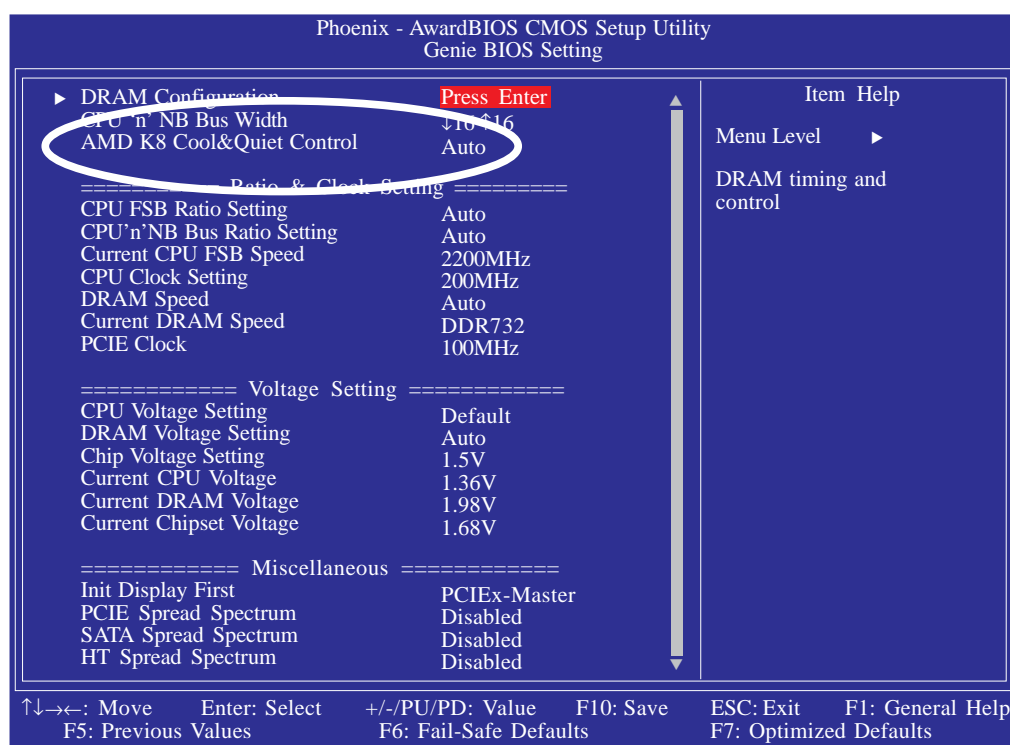 Phoenix - AwardBIOS CMOS Setup Utility
Genie BIOS Setting
► DRAM Configuration Press Enter
CPU 'n' NB Bus Width ↓16↑16
AMD K8 Cool&Quiet Control Auto
=========== Ratio & Clock Setting =========
CPU FSB Ratio Setting Auto
CPU'n'NB Bus Ratio Setting Auto
Current CPU FSB Speed 2200MHz
CPU Clock Setting 200MHz
DRAM Speed Auto
Current DRAM Speed DDR732
PCIE Clock 100MHz
============ Voltage Setting ============
CPU Voltage Setting Default
DRAM Voltage Setting Auto
Chip Voltage Setting 1.5V
Current CPU Voltage 1.36V
Current DRAM Voltage 1.98V
Current Chipset Voltage 1.68V
============ Miscellaneous ============
Init Display First PCIEx-Master
PCIE Spread Spectrum Disabled
SATA Spread Spectrum Disabled
HT Spread Spectrum Disabled
Item Help
Menu Level ►
DRAM timing and
control
↑↓→←: Move Enter: Select +/-/PU/PD: Value F10: Save ESC: Exit F1: General Help
F5: Previous Values F6: Fail-Safe Defaults F7: Optimized Defaults